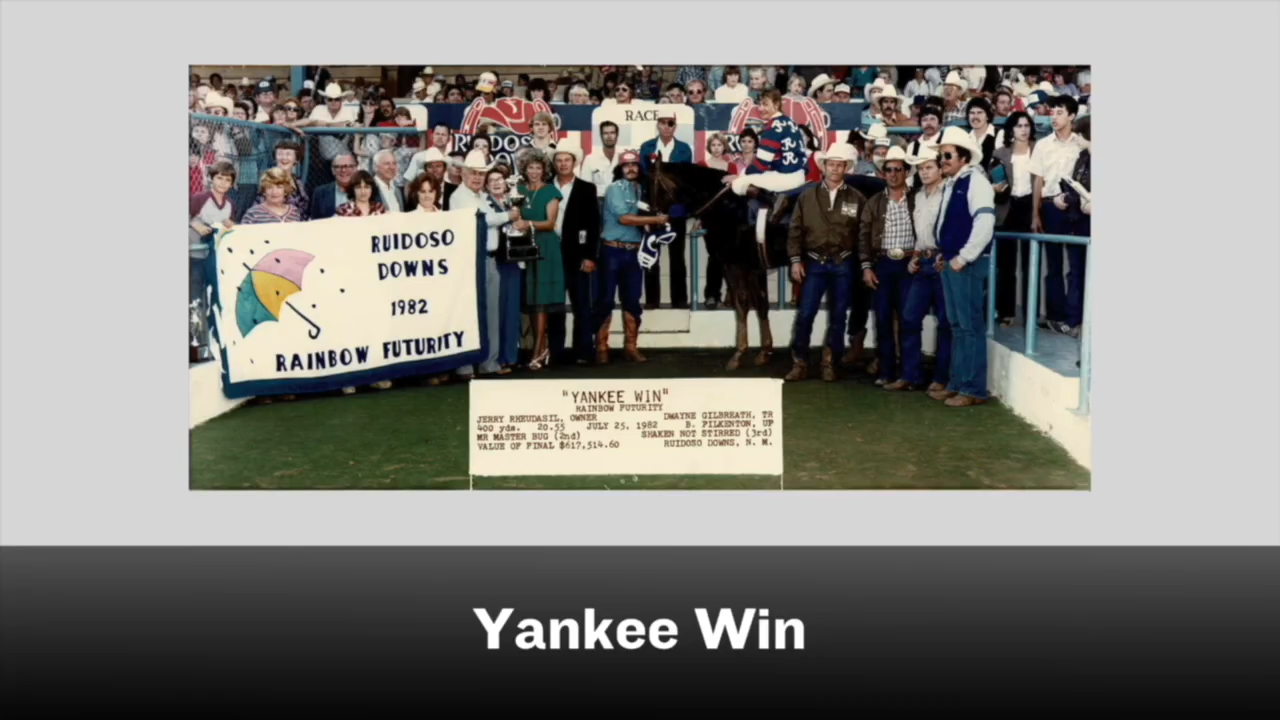 RACE
RUIDOSO
DOWNS
1982
RAINBOW FUTURITY
"YANKEE WIN"
RAINBOW FUTURITY
JERRY RHEUDASIL, OWNER DWAYNE GILBREATH, TR
400 yds. 20.55 JULY 25, 1982 B. PILKENTON, UP
MR MASTER BUG (2nd) SHAKEN NOT STIRRED (3rd)
VALUE OF FINAL $617,514.60 RUIDOSO DOWNS, N. M.
Yankee Win